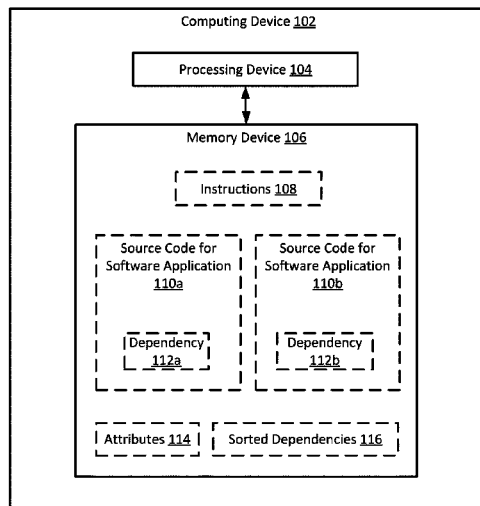 Computing Device 102
Processing Device 104
Memory Device 106
Instructions 108
Source Code for
Software Application
110a
Dependency
112a
Source Code for
Software Application
110b
Dependency
112b
Attributes 114
Sorted Dependencies 116